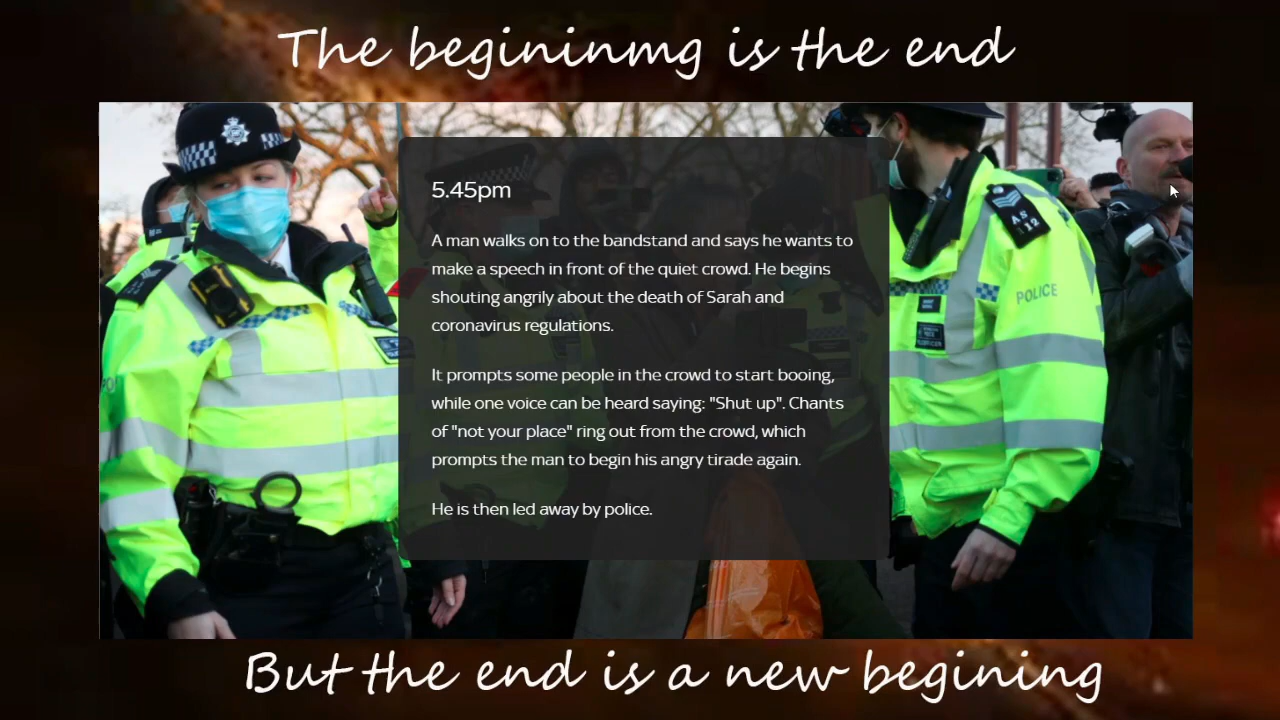 The begininmg is the end
5.45pm
A man walks on to the bandstand and says he wants to
make a speech in front of the quiet crowd. He begins
shouting angrily about the death of Sarah and
coronavirus regulations.
It prompts some people in the crowd to start booing,
while one voice can be heard saying: "Shut up". Chants
of "not your place" ring out from the crowd, which
prompts the man to begin his angry tirade again.
He is then led away by police.
AS
112
POLICE
But the end is a new begining